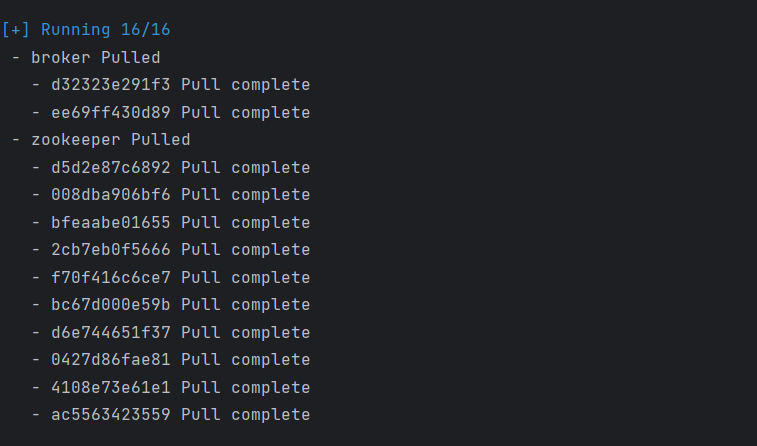 [+] Running 16/16
- broker Pulled
- d32323e291f3 Pull complete
- ee69ff430d89 Pull complete
- zookeeper Pulled
- d5d2e87c6892 Pull complete
- 008dba906bf6 Pull complete
- bfeaabe01655 Pull complete
- 2cb7eb0f5666 Pull complete
- f70f416c6ce7 Pull complete
- bc67d000e59b Pull complete
- d6e744651f37 Pull complete
- 0427d86fae81 Pull complete
- 4108e73e61e1 Pull complete
- ac5563423559 Pull complete